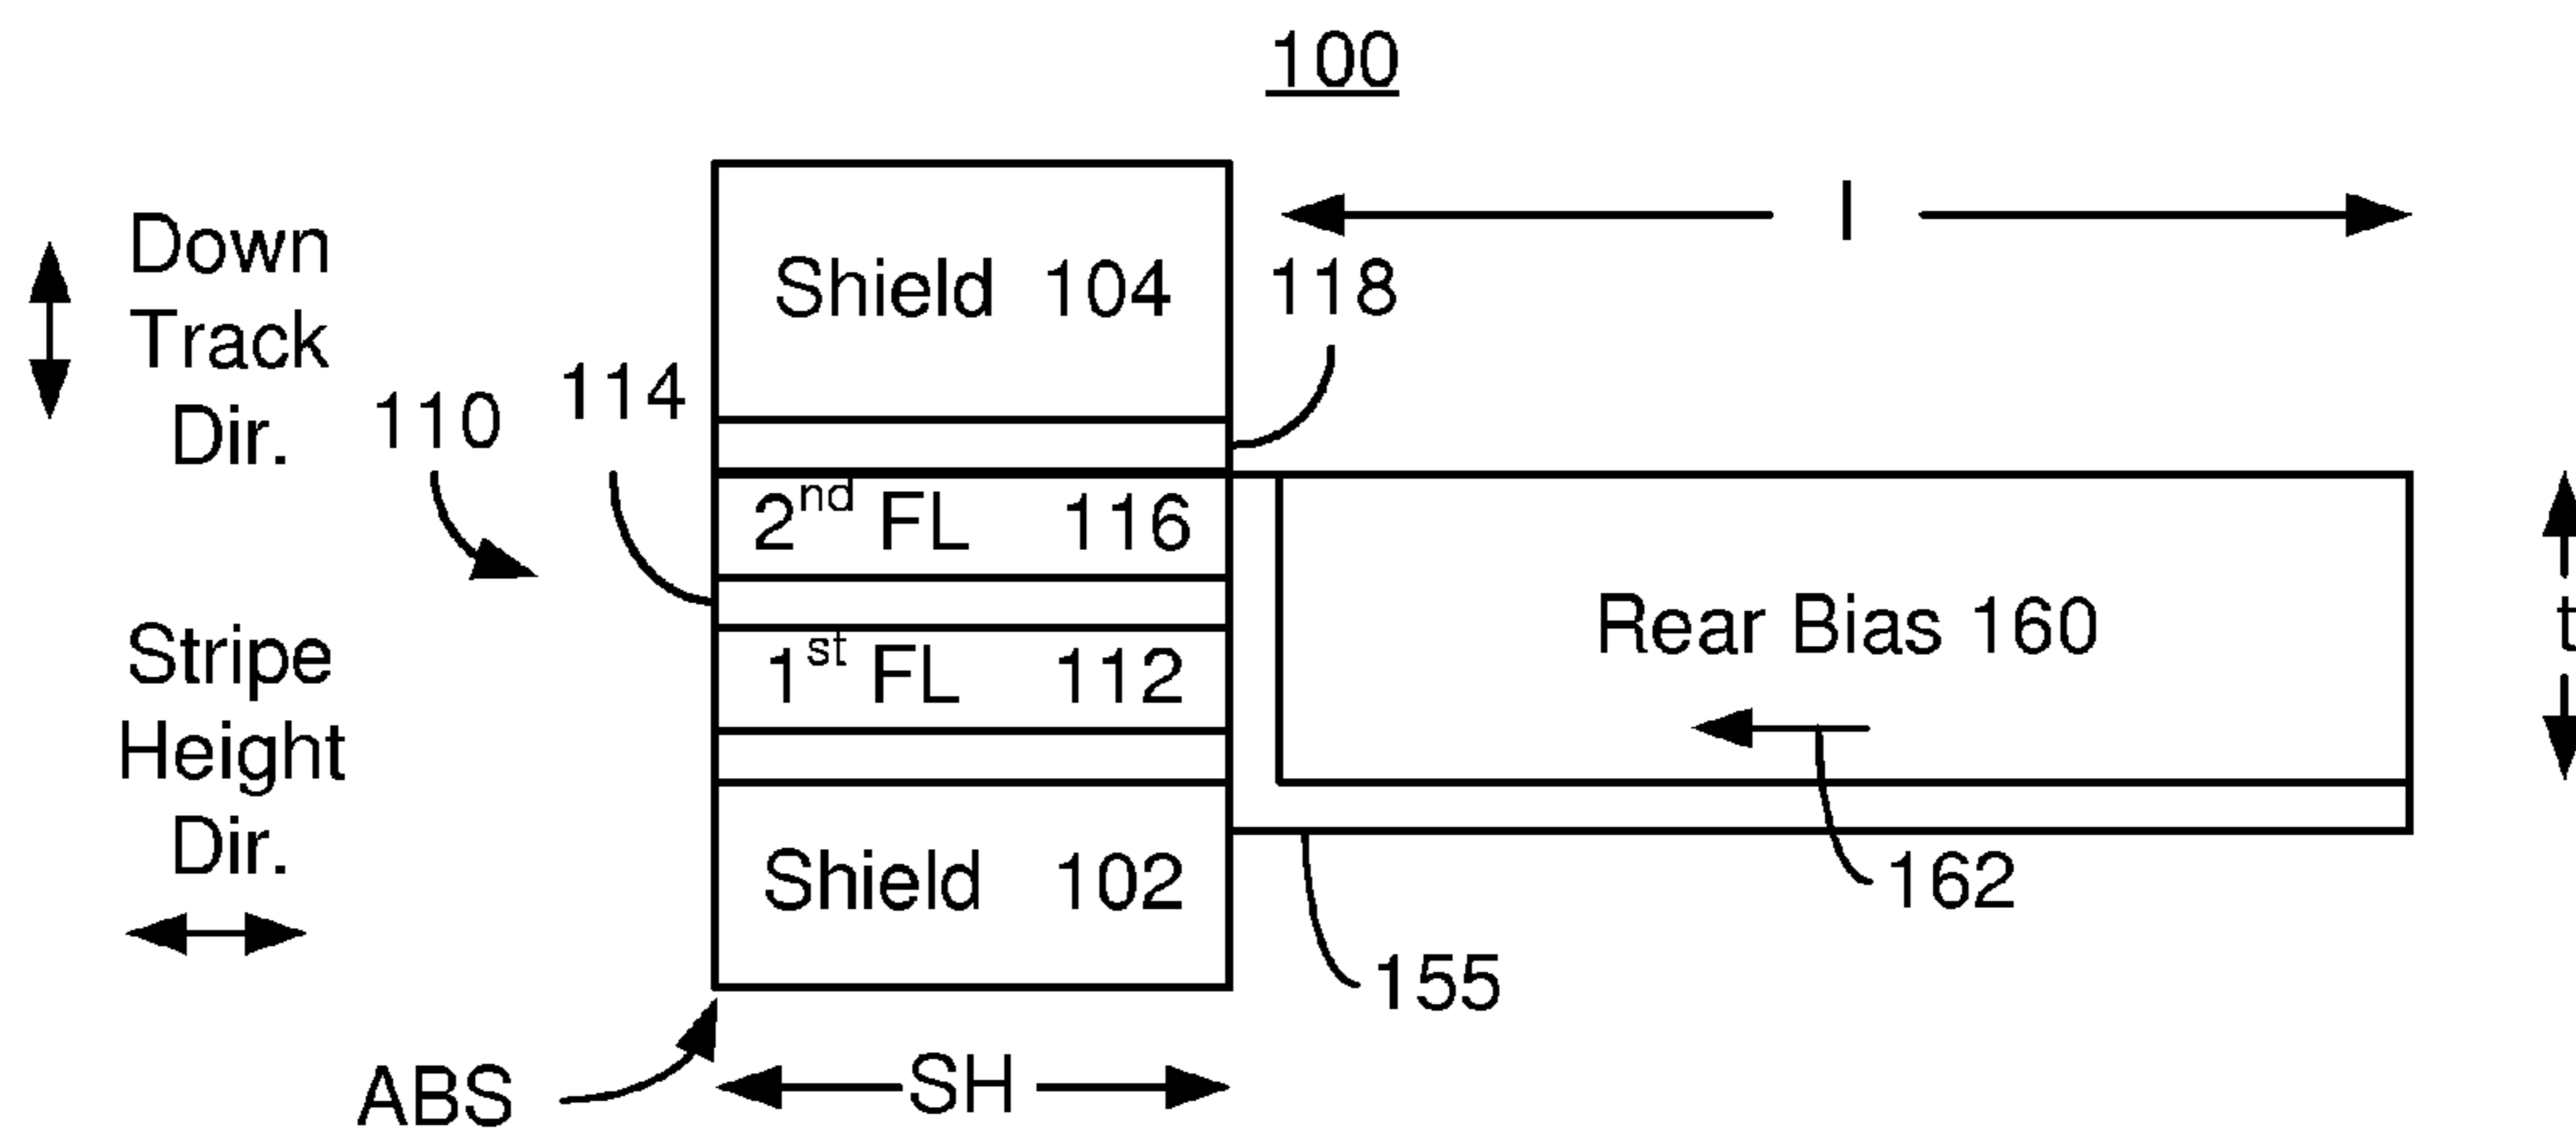 100
Down
Track
Dir.
Shield 104
l
118
110
114
2nd FL 116
1st FL 112
Rear Bias 160
t
Stripe
Height
Dir.
Shield 102
162
155
ABS
SH